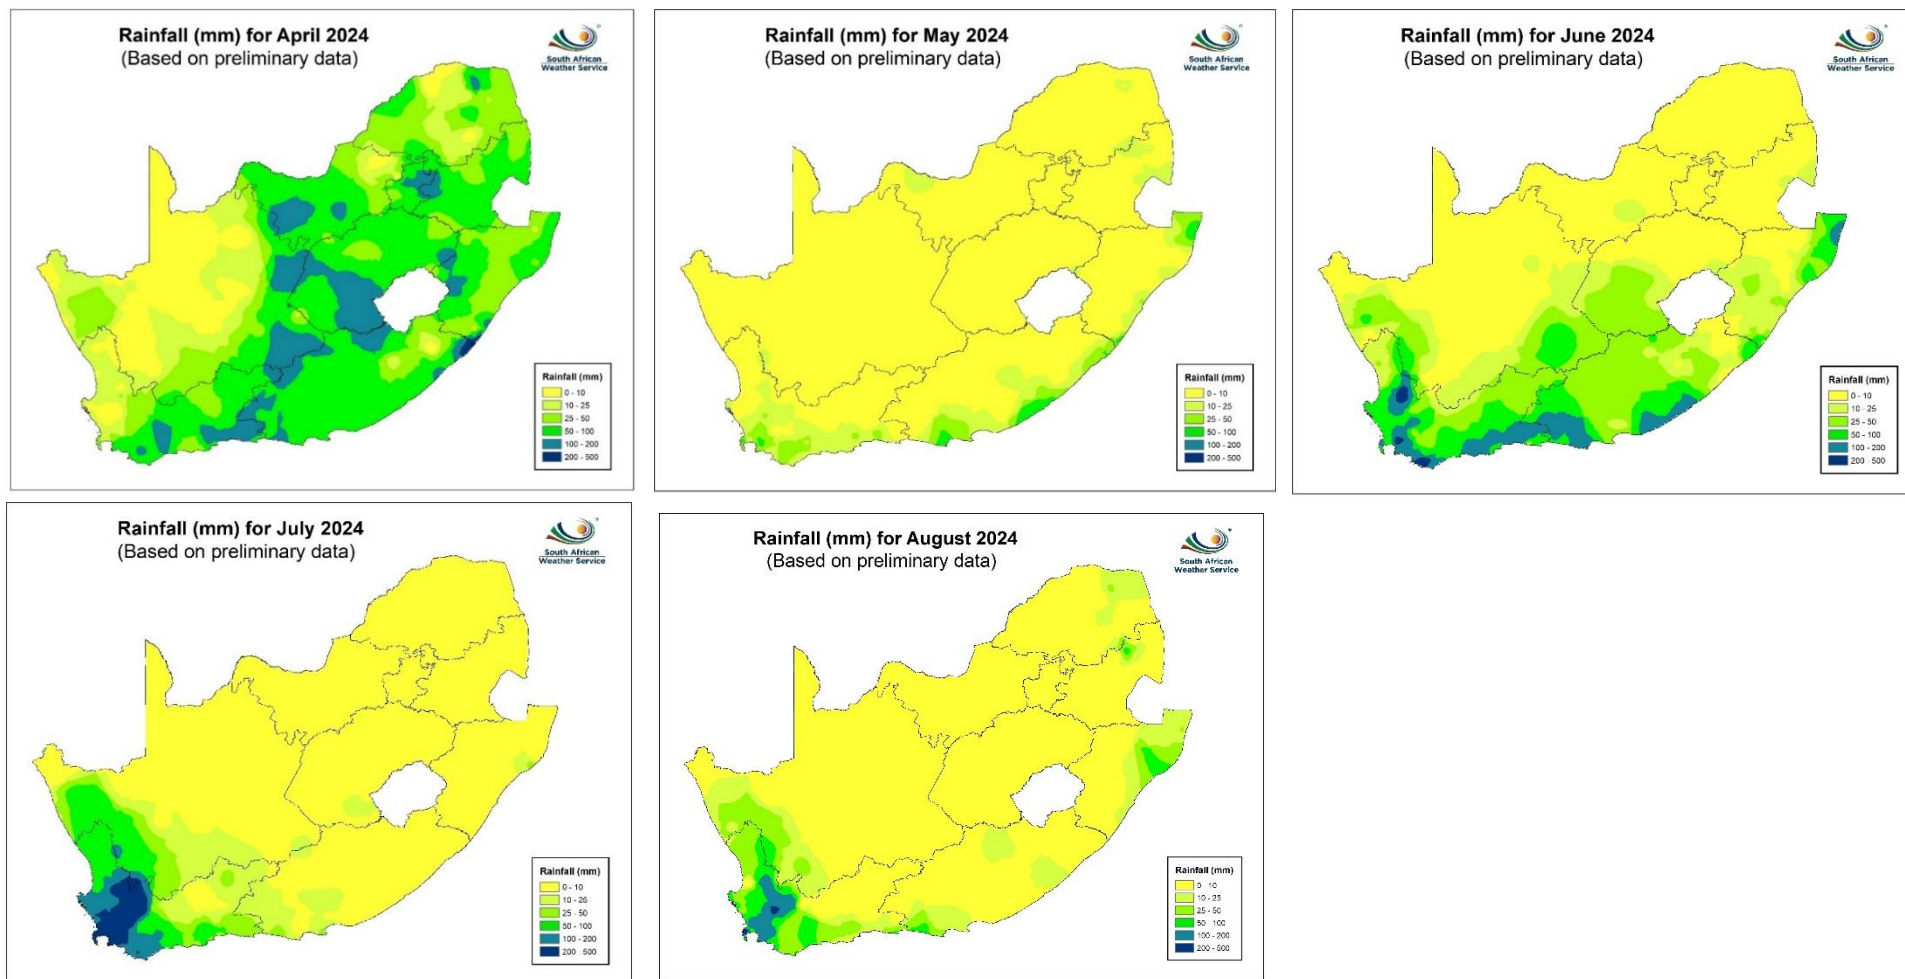 Rainfall (mm) for April 2024
(Based on preliminary data)
South African
Weather Service
Rainfall (mm)
0 - 10
10 - 25
25 - 50
50 - 100
100 - 200
200 - 500
Rainfall (mm) for May 2024
(Based on preliminary data)
South African
Weather Service
Rainfall (mm)
0 - 10
10 - 25
25 - 50
50 - 100
100 - 200
200 - 500
Rainfall (mm) for June 2024
(Based on preliminary data)
South African
Weather Service
Rainfall (mm)
0 - 10
10 - 25
25 - 50
50 - 100
100 - 200
200 - 500
Rainfall (mm) for July 2024
(Based on preliminary data)
South African
Weather Service
Rainfall (mm)
0 - 10
10 - 25
25 - 50
50 - 100
100 - 200
200 - 500
Rainfall (mm) for August 2024
(Based on preliminary data)
South African
Weather Service
Rainfall (mm)
0 - 10
10 - 25
25 - 50
50 - 100
100 - 200
200 - 500